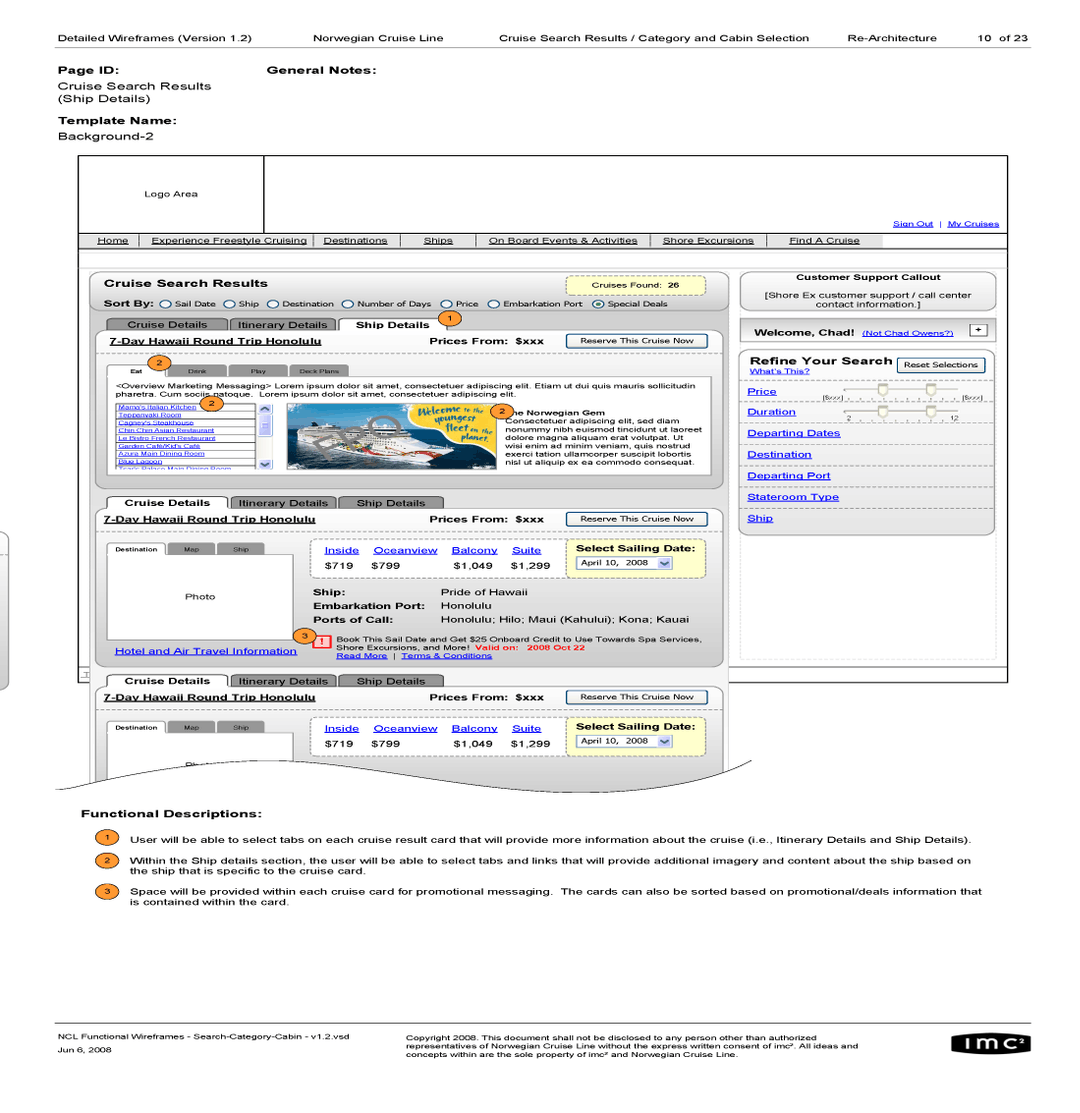 Detailed Wireframes (Version 1.2) Norwegian Cruise Line Cruise Search Results / Category and Cabin Selection Re-Architecture 10 of 23
Page ID: General Notes:
Cruise Search Results
(Ship Details)
Template Name:
Background-2
Logo Area
Sign Out | My Cruises
Home Experience Freestyle Cruising Destinations Ships On Board Events & Activities Shore Excursions Find A Cruise
Cruise Search Results
Cruises Found: 26
Sort By: Sail Date Ship Destination Number of Days Price Embarkation Port Special Deals
1
Cruise Details Itinerary Details Ship Details
7-Day Hawaii Round Trip Honolulu Prices From: $xxx Reserve This Cruise Now
2
Eat Drink Play Deck Plans
<Overview Marketing Messaging> Lorem ipsum dolor sit amet, consectetuer adipiscing elit. Etiam ut dui quis mauris sollicitudin
pharetra. Cum sociis natoque. Lorem ipsum dolor sit amet, consectetuer adipiscing elit.
2
Mama's Italian Kitchen
Teppanyaki Room
Cagney's Steakhouse
Chin Chin Asian Restaurant
Le Bistro French Restaurant
Garden Café/Kid's Café
Azura Main Dining Room
Blue Lagoon
Tsar's Palace Main Dining Room
Welcome to the
youngest
fleet on the
planet.
2
he Norwegian Gem
Consectetuer adipiscing elit, sed diam
nonummy nibh euismod tincidunt ut laoreet
dolore magna aliquam erat volutpat. Ut
wisi enim ad minim veniam, quis nostrud
exerci tation ullamcorper suscipit lobortis
nisl ut aliquip ex ea commodo consequat.
Cruise Details Itinerary Details Ship Details
7-Day Hawaii Round Trip Honolulu Prices From: $xxx Reserve This Cruise Now
Destination Map Ship
Photo
Hotel and Air Travel Information
Inside Oceanview Balcony Suite
$719 $799 $1,049 $1,299
Select Sailing Date:
April 10, 2008
Ship: Pride of Hawaii
Embarkation Port: Honolulu
Ports of Call: Honolulu; Hilo; Maui (Kahului); Kona; Kauai
3
! Book This Sail Date and Get $25 Onboard Credit to Use Towards Spa Services,
Shore Excursions, and More! Valid on: 2008 Oct 22
Read More | Terms & Conditions
Cruise Details Itinerary Details Ship Details
7-Day Hawaii Round Trip Honolulu Prices From: $xxx Reserve This Cruise Now
Destination Map Ship
Inside Oceanview Balcony Suite
$719 $799 $1,049 $1,299
Select Sailing Date:
April 10, 2008
Customer Support Callout
[Shore Ex customer support / call center
contact information.]
Welcome, Chad! (Not Chad Owens?) +
Refine Your Search Reset Selections
What's This?
Price [$xxx) ($xxx]
Duration 2 12
Departing Dates
Destination
Departing Port
Stateroom Type
Ship
Functional Descriptions:
1 User will be able to select tabs on each cruise result card that will provide more information about the cruise (i.e., Itinerary Details and Ship Details).
2 Within the Ship details section, the user will be able to select tabs and links that will provide additional imagery and content about the ship based on
the ship that is specific to the cruise card.
3 Space will be provided within each cruise card for promotional messaging. The cards can also be sorted based on promotional/deals information that
is contained within the card.
NCL Functional Wireframes - Search-Category-Cabin - v1.2.vsd
Jun 6, 2008
Copyright 2008. This document shall not be disclosed to any person other than authorized
representatives of Norwegian Cruise Line without the express written consent of imc². All ideas and
concepts within are the sole property of imc² and Norwegian Cruise Line.
imc²